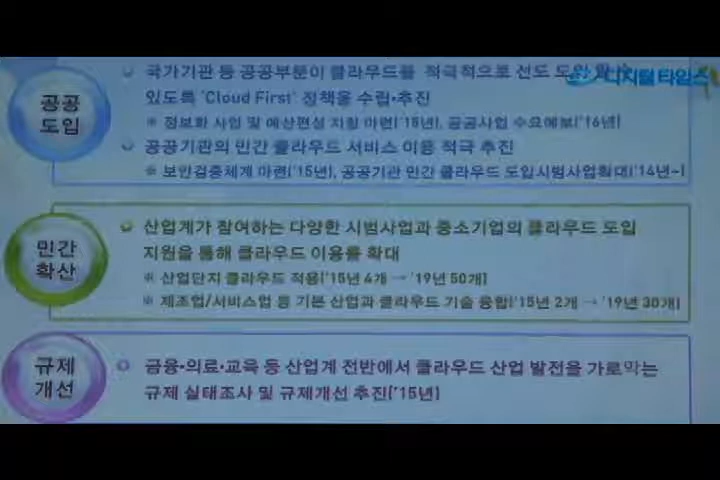 공공
도입
국가기관 등 공공부분이 클라우드를 적극적으로 선도 도입
있도록 'Cloud First' 정책을 수립·추진
※ 정보화 사업 및 예산편성 지침 마련('15년), 공공사업 수요예보('16년)
공공기관의 민간 클라우드 서비스 이용 적극 추진
※ 보안검증체계 마련('15년), 공공기관 민간 클라우드 도입시범사업확대('14년~)
디지털타임스
민간
확산
산업계가 참여하는 다양한 시범사업과 중소기업의 클라우드 도입
지원을 통해 클라우드 이용률 확대
※ 산업단지 클라우드 적용('15년 4개 → '19년 50개)
※ 제조업/서비스업 등 기본 산업과 클라우드 기술 융합('15년 2개 → '19년 30개)
규제
개선
금융·의료·교육 등 산업계 전반에서 클라우드 산업 발전을 가로막는
규제 실태조사 및 규제개선 추진('15년)